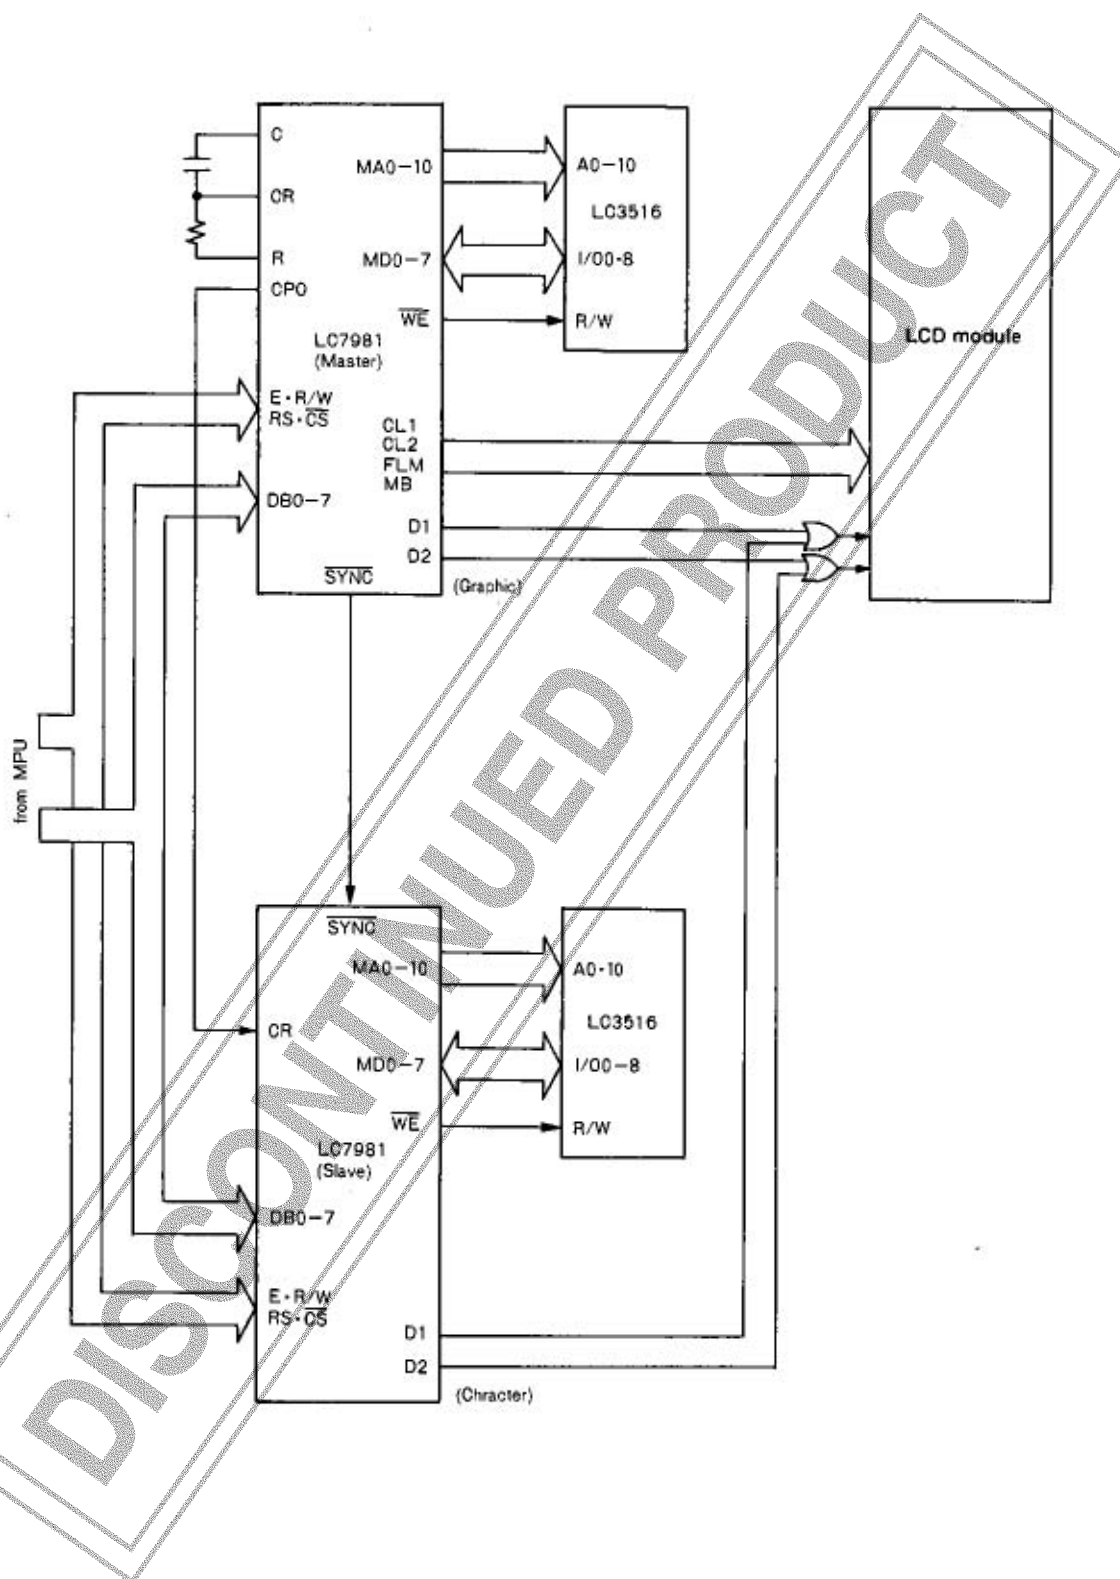 C
CR
R
CPO
MA0-10
MD0-7
WE
LC7981
(Master)
E·R/W
RS·CS
DB0-7
CL1
CL2
FLM
MB
D1
D2
SYNC
(Graphic)
A0-10
LC3516
I/O0·8
R/W
LCD module
from MPU
SYNC
MA0-10
CR
MD0-7
WE
LC7981
(Slave)
DB0-7
E·R/W
RS·CS
D1
D2
(Chracter)
A0·10
LC3516
I/O0-8
R/W
DISCONTINUED PRODUCT